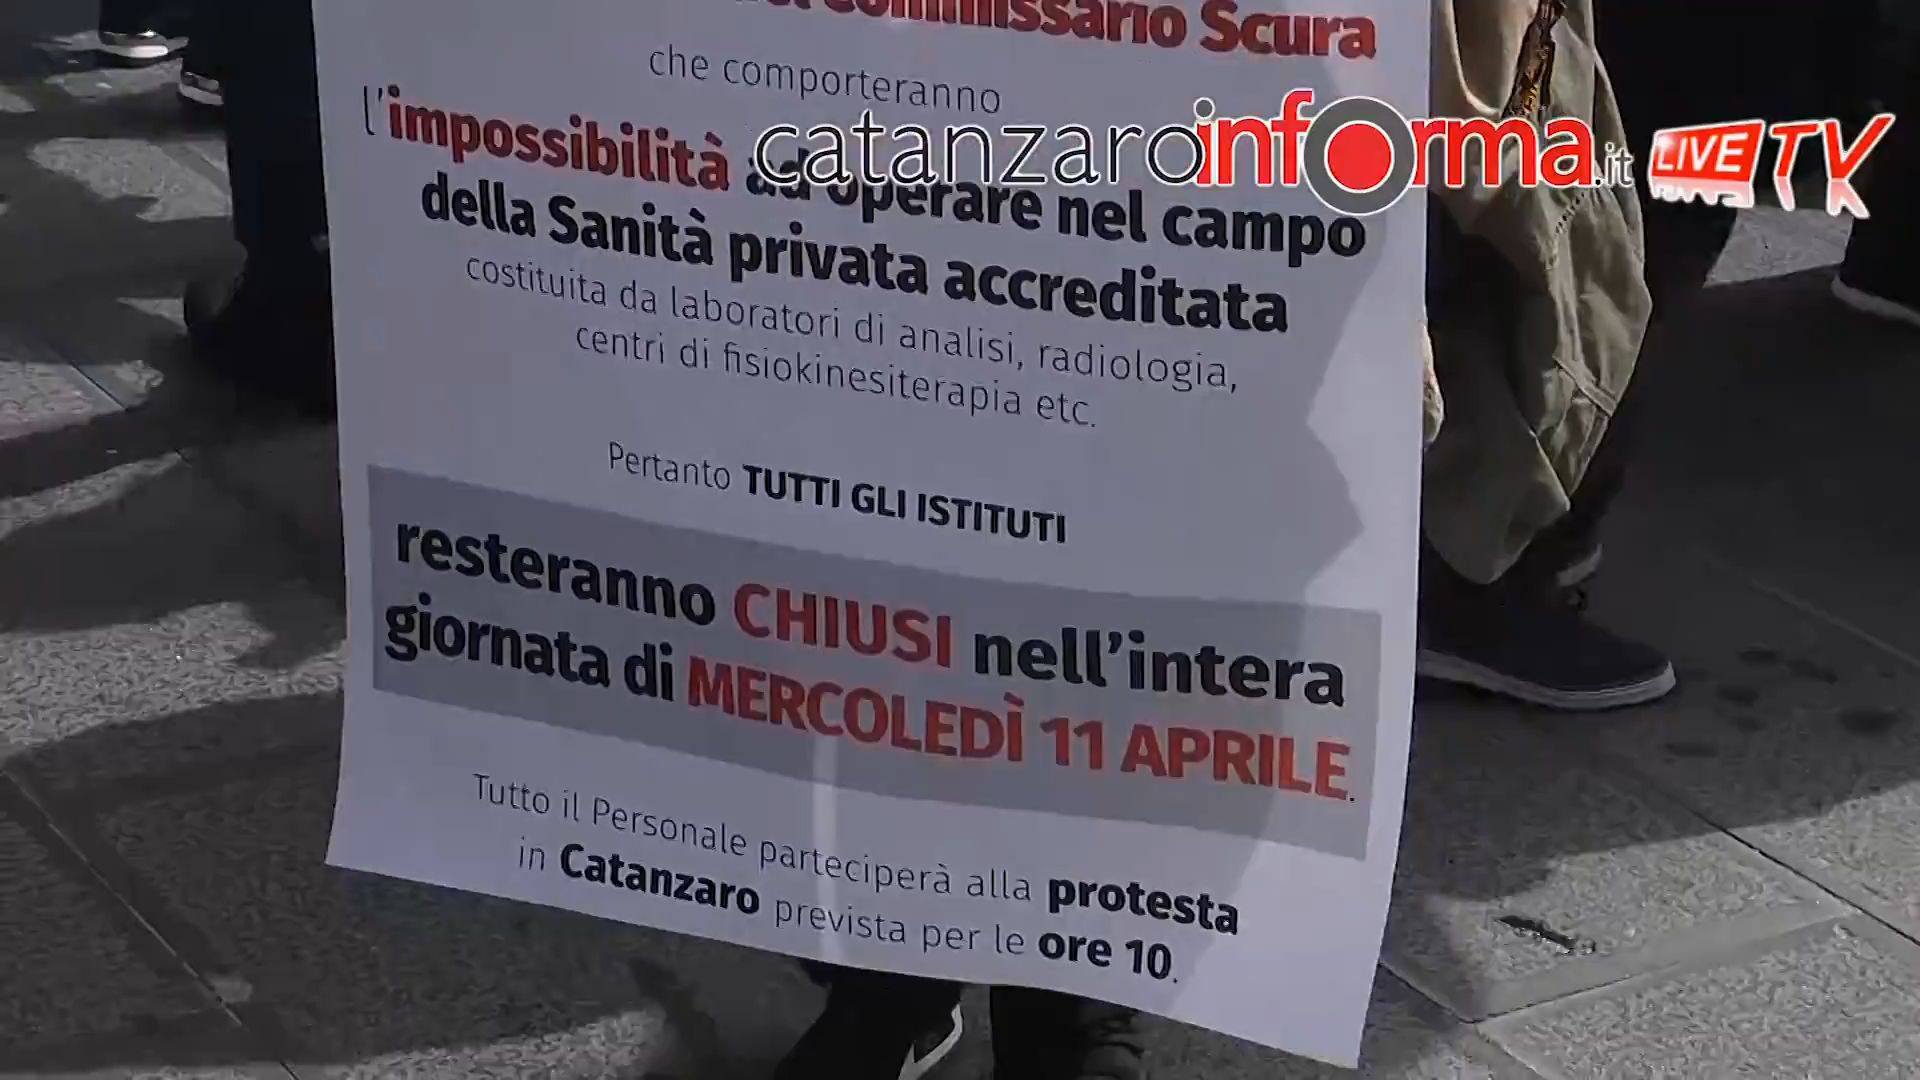 commissario Scura
che comporteranno
l'impossibilità ad operare nel campo
della Sanità privata accreditata
costituita da laboratori di analisi, radiologia,
centri di fisiokinesiterapia etc.
Pertanto TUTTI GLI ISTITUTI
resteranno CHIUSI nell'intera
giornata di MERCOLEDÌ 11 APRILE.
Tutto il Personale parteciperà alla protesta
in Catanzaro prevista per le ore 10.
catanzaroinforma.it LIVE TV